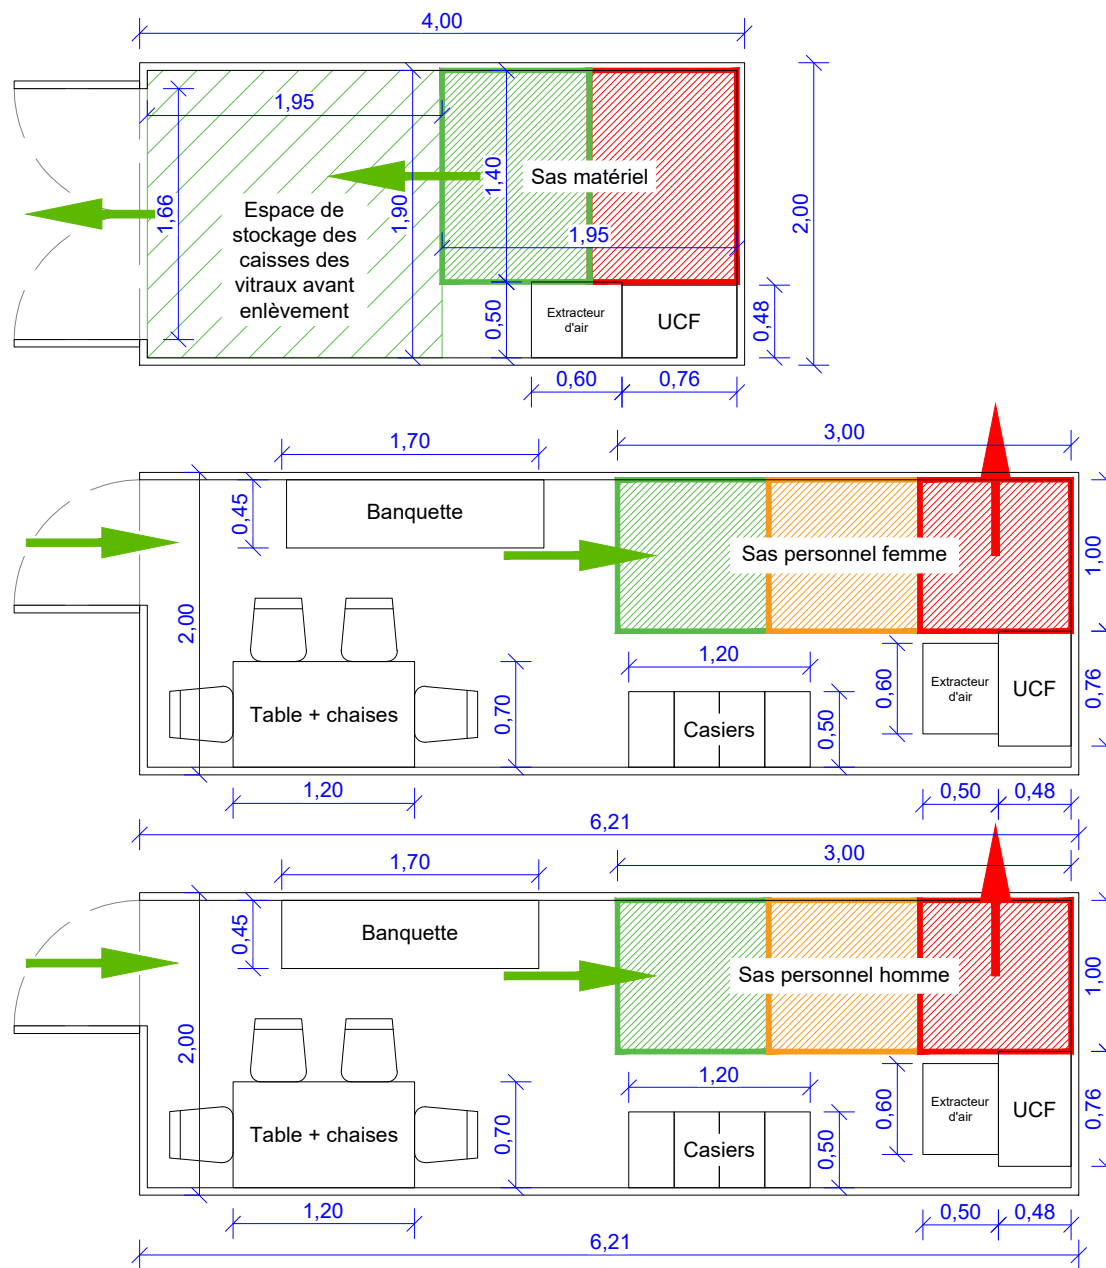 4,00
1,95
1,66
1,90
1,40
Sas matériel
1,95
2,00
Espace de
stockage des
caisses des
vitraux avant
enlèvement
0,50
Extracteur
d'air
UCF
0,48
0,60
0,76
1,70
3,00
0,45
Banquette
Sas personnel femme
1,00
2,00
Table + chaises
0,70
1,20
Casiers
0,50
0,60
Extracteur
d'air
UCF
0,76
1,20
0,50
0,48
6,21
1,70
3,00
0,45
Banquette
Sas personnel homme
1,00
2,00
Table + chaises
0,70
1,20
Casiers
0,50
0,60
Extracteur
d'air
UCF
0,76
1,20
0,50
0,48
6,21